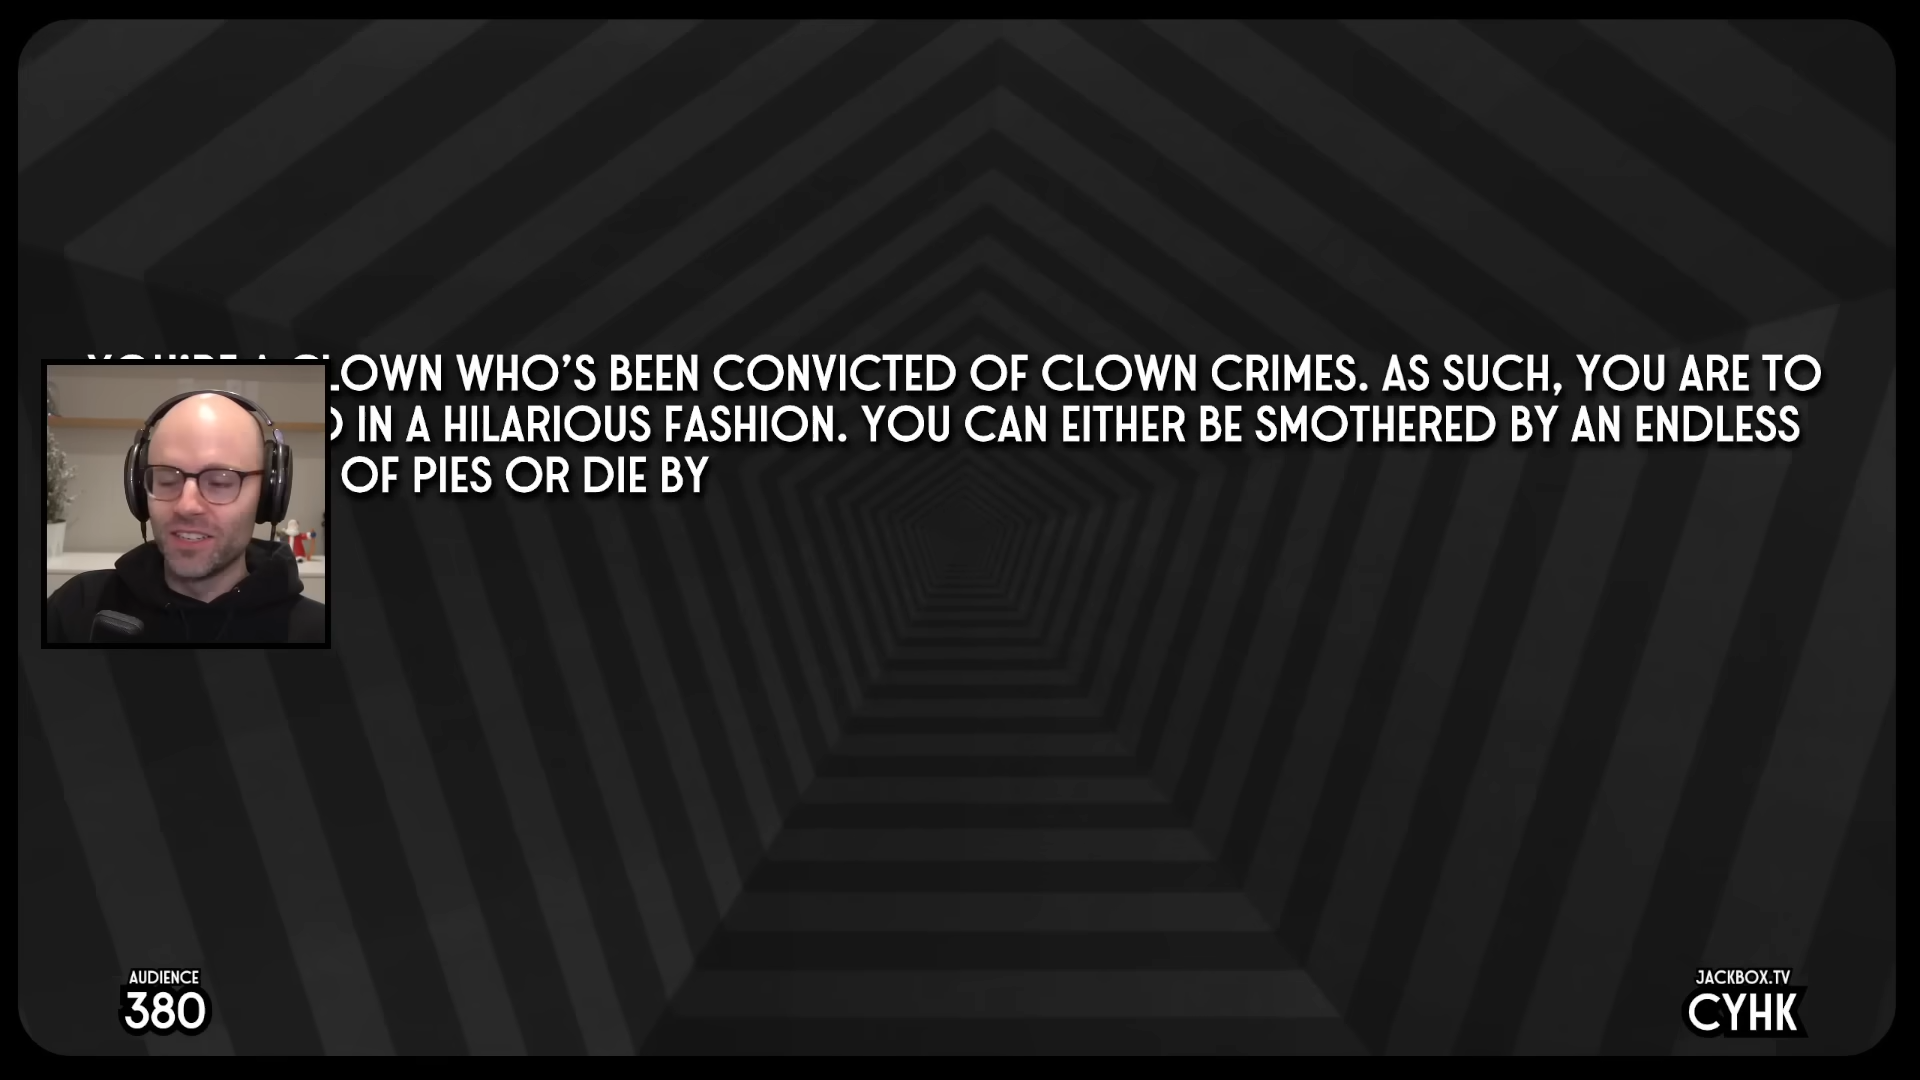 A CLOWN WHO'S BEEN CONVICTED OF CLOWN CRIMES. AS SUCH, YOU ARE TO
IN A HILARIOUS FASHION. YOU CAN EITHER BE SMOTHERED BY AN ENDLESS
OF PIES OR DIE BY
AUDIENCE
380
JACKBOX.TV
CYHK